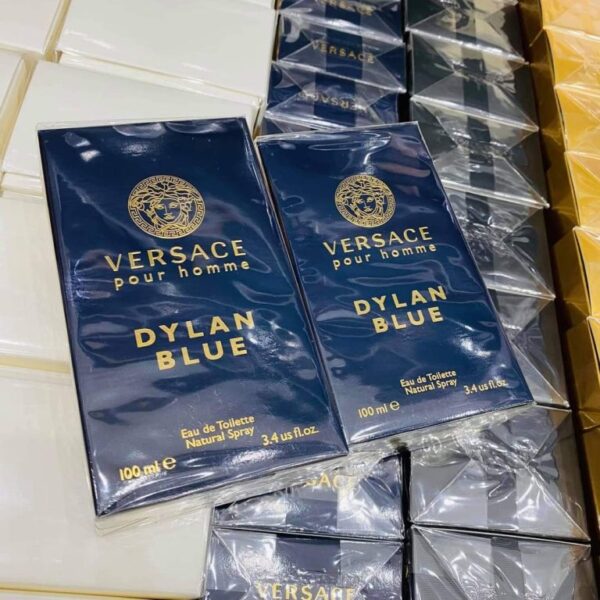 VERSACE
VERSACE
pour homme
DYLAN
BLUE
Eau de Toilette
Natural Spray
3.4 us fl.oz.
100 ml e
VERSACE
pour homme
DYLAN
BLUE
Eau de Toilette
Natural Spray
3.4 us fl.oz.
100 ml e
VERSACE